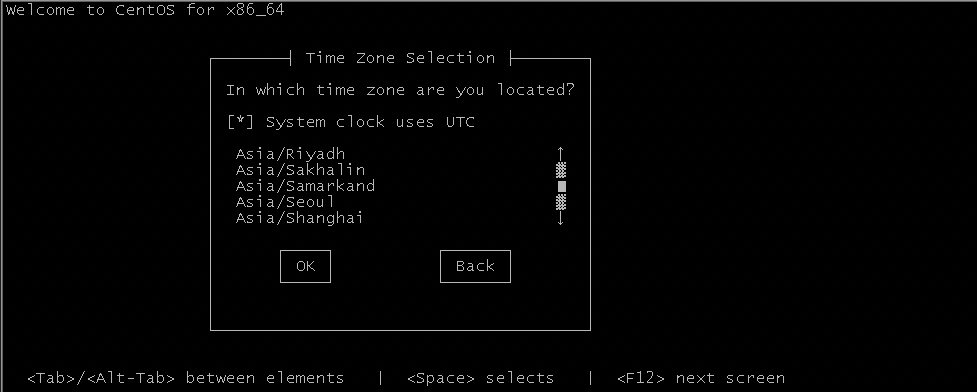 Welcome to CentOS for x86_64
Time Zone Selection
In which time zone are you located?
[*] System clock uses UTC
Asia/Riyadh
Asia/Sakhalin
Asia/Samarkand
Asia/Seoul
Asia/Shanghai
OK Back
<Tab>/<Alt-Tab> between elements | <Space> selects | <F12> next screen